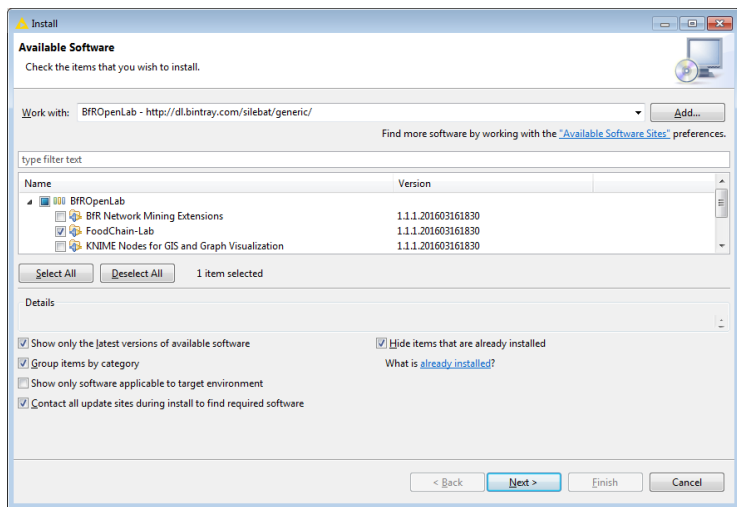 Install
Available Software
Check the items that you wish to install.
Work with: BfROpenLab - http://dl.bintray.com/silebat/generic/ Add...
Find more software by working with the "Available Software Sites" preferences.
type filter text
Name Version
BfROpenLab
BfR Network Mining Extensions 1.1.1.201603161830
FoodChain-Lab 1.1.1.201603161830
KNIME Nodes for GIS and Graph Visualization 1.1.1.201603161830
Select All Deselect All 1 item selected
Details
Show only the latest versions of available software Hide items that are already installed
Group items by category What is already installed?
Show only software applicable to target environment
Contact all update sites during install to find required software
< Back Next > Finish Cancel